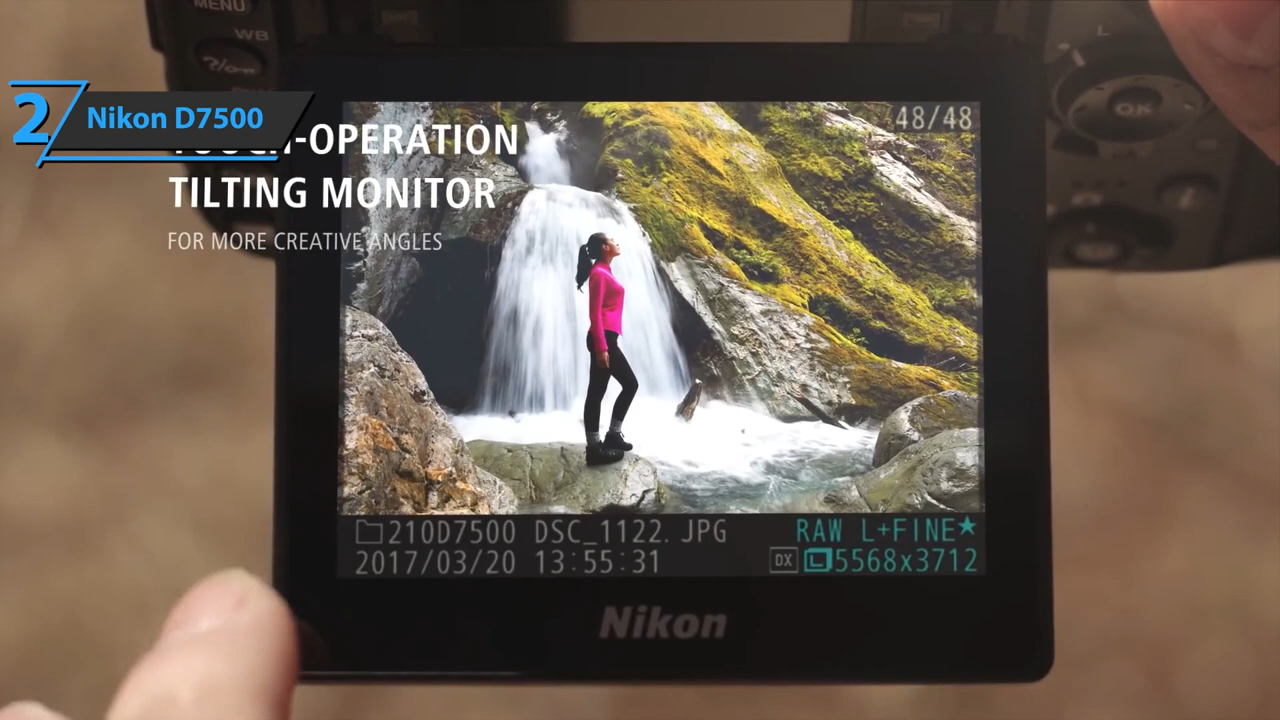 MENU
WB
?/
OK
L
2 Nikon D7500
-OPERATION
TILTING MONITOR
FOR MORE CREATIVE ANGLES
48/48
210D7500 DSC_1122. JPG RAW L+FINE★
2017/03/20 13:55:31 DX L 5568x3712
Nikon